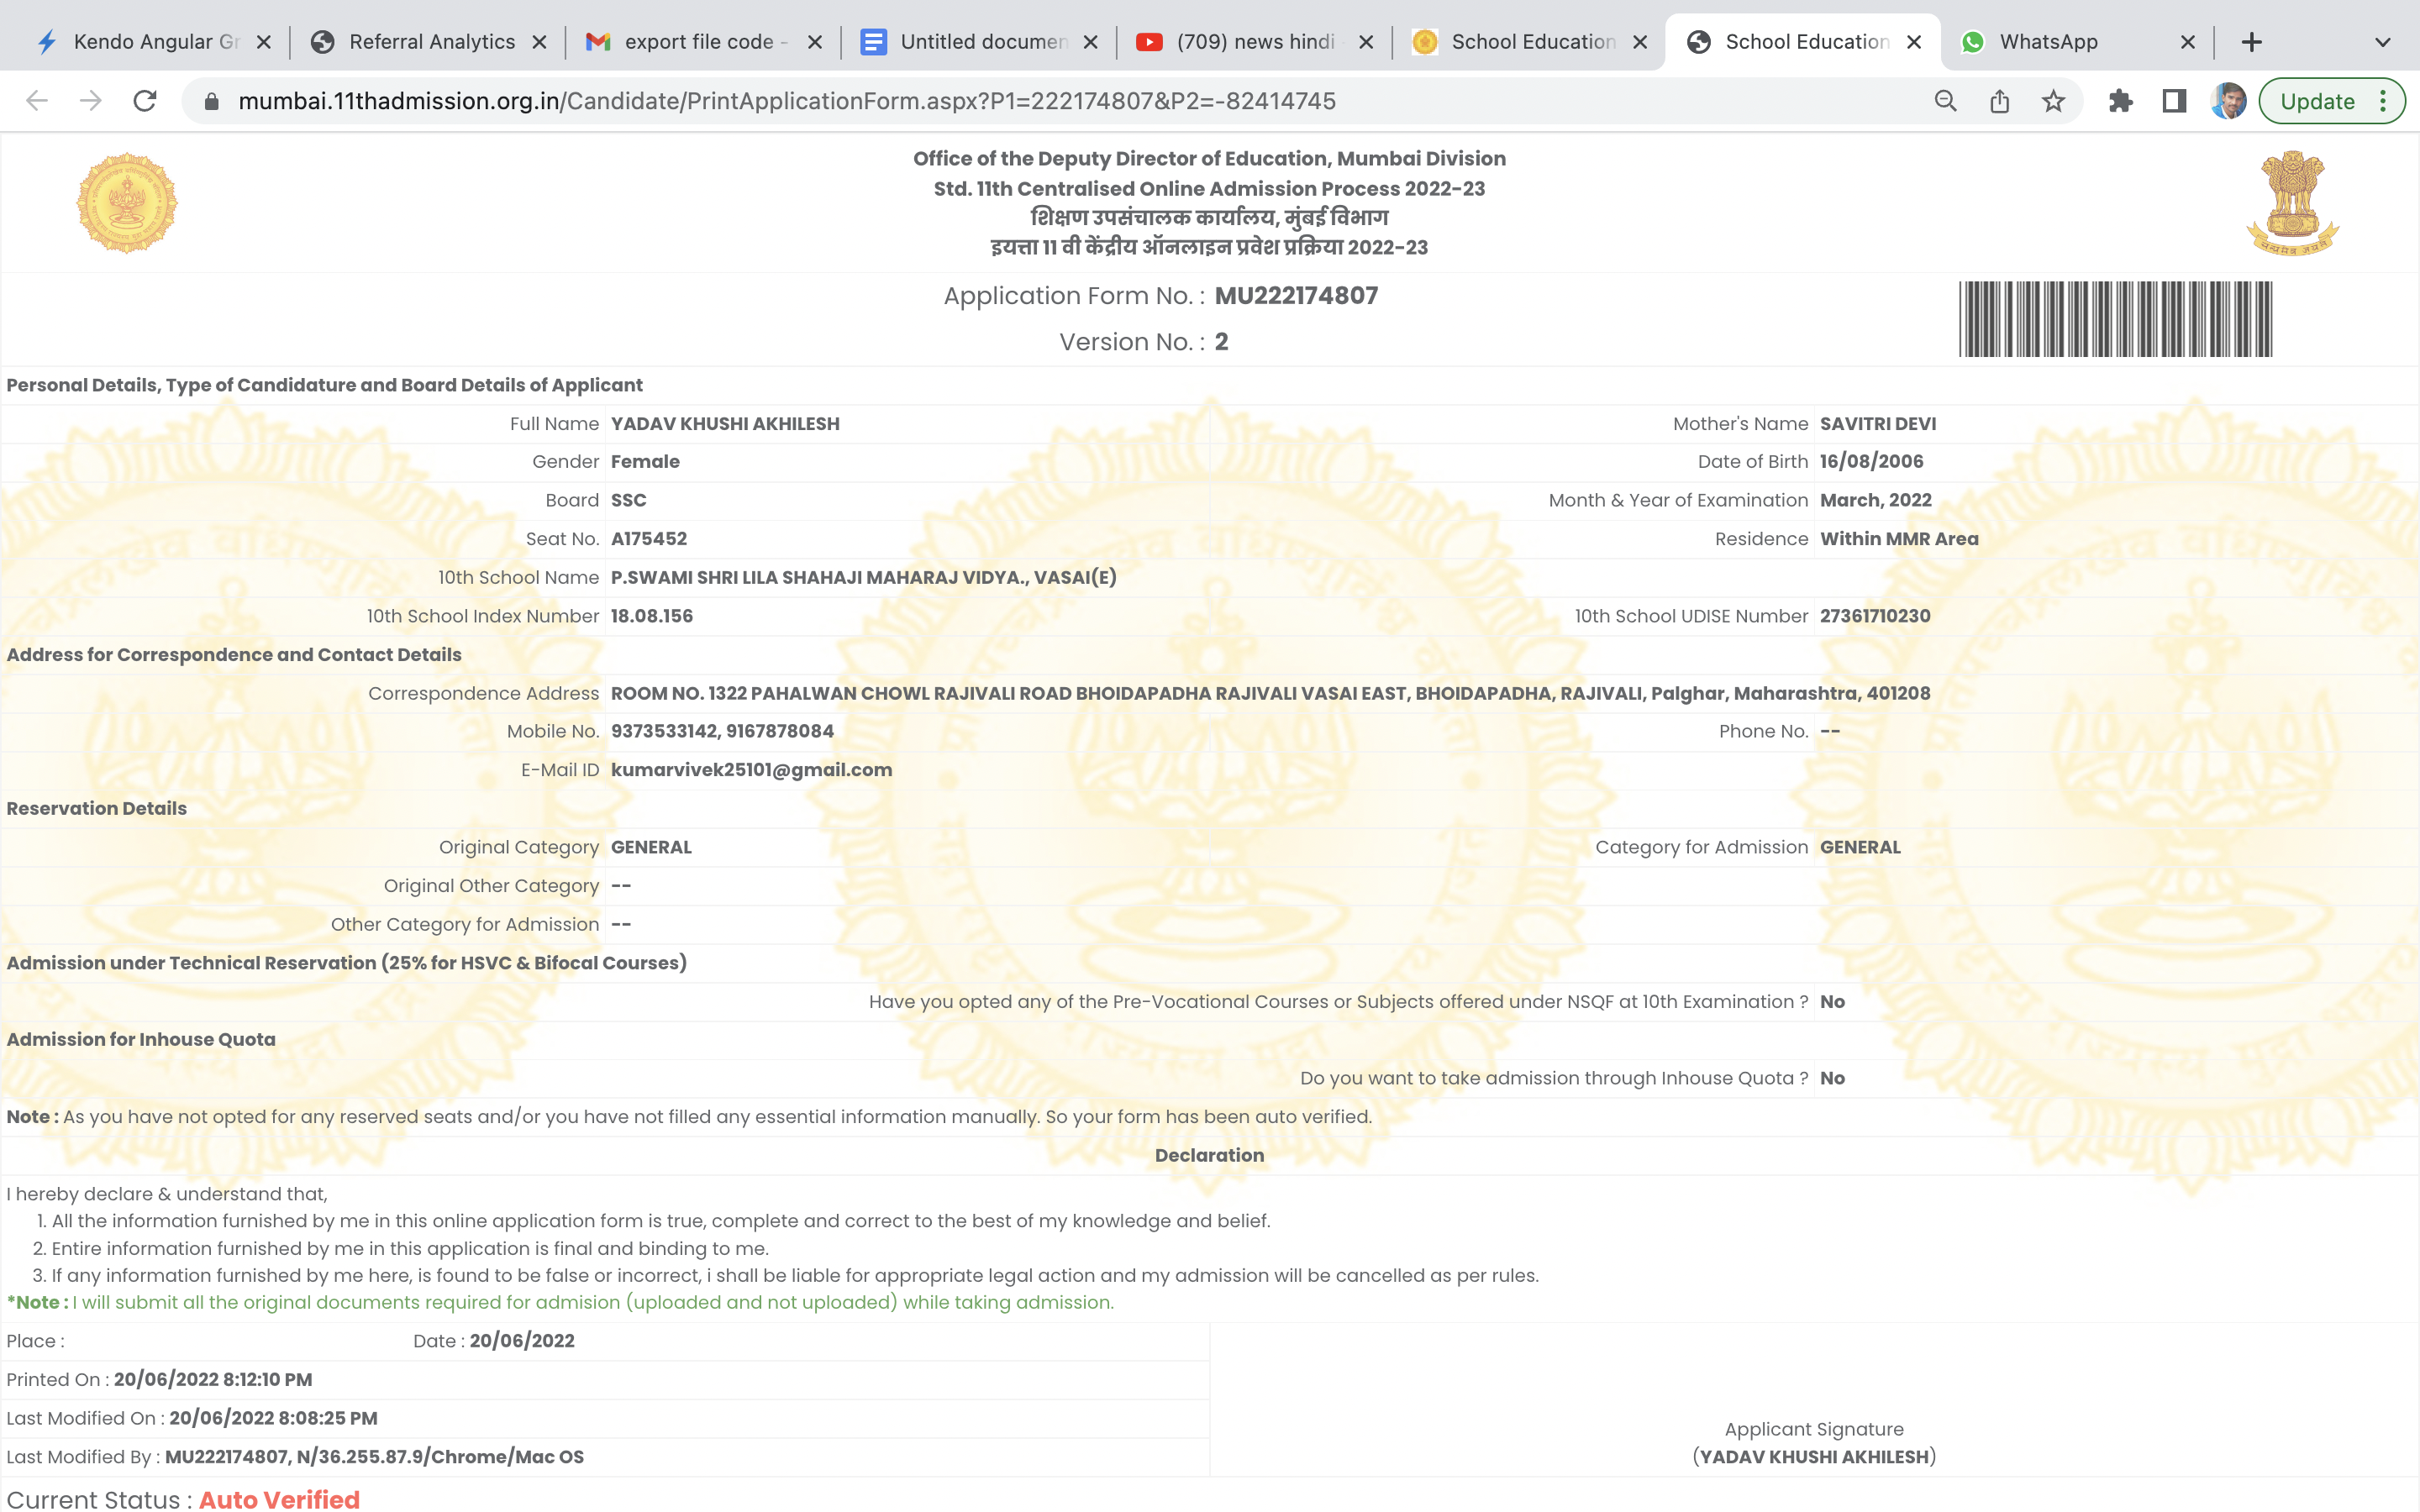 Kendo Angular Gr
Referral Analytics
export file code -
Untitled documen
(709) news hindi
School Education
School Education
WhatsApp
mumbai.11thadmission.org.in/Candidate/PrintApplicationForm.aspx?P1=222174807&P2=-82414745
Update
Office of the Deputy Director of Education, Mumbai Division
Std. 11th Centralised Online Admission Process 2022-23
शिक्षण उपसंचालक कार्यालय, मुंबई विभाग
इयत्ता 11 वी केंद्रीय ऑनलाइन प्रवेश प्रक्रिया 2022-23
Application Form No. : MU222174807
Version No. : 2
Personal Details, Type of Candidature and Board Details of Applicant
Full Name YADAV KHUSHI AKHILESH Mother's Name SAVITRI DEVI
Gender Female Date of Birth 16/08/2006
Board SSC Month & Year of Examination March, 2022
Seat No. A175452 Residence Within MMR Area
10th School Name P.SWAMI SHRI LILA SHAHAJI MAHARAJ VIDYA., VASAI(E)
10th School Index Number 18.08.156 10th School UDISE Number 27361710230
Address for Correspondence and Contact Details
Correspondence Address ROOM NO. 1322 PAHALWAN CHOWL RAJIVALI ROAD BHOIDAPADHA RAJIVALI VASAI EAST, BHOIDAPADHA, RAJIVALI, Palghar, Maharashtra, 401208
Mobile No. 9373533142, 9167878084 Phone No. --
E-Mail ID kumarvivek25101@gmail.com
Reservation Details
Original Category GENERAL Category for Admission GENERAL
Original Other Category --
Other Category for Admission --
Admission under Technical Reservation (25% for HSVC & Bifocal Courses)
Have you opted any of the Pre-Vocational Courses or Subjects offered under NSQF at 10th Examination ? No
Admission for Inhouse Quota
Do you want to take admission through Inhouse Quota ? No
Note : As you have not opted for any reserved seats and/or you have not filled any essential information manually. So your form has been auto verified.
Declaration
I hereby declare & understand that,
1. All the information furnished by me in this online application form is true, complete and correct to the best of my knowledge and belief.
2. Entire information furnished by me in this application is final and binding to me.
3. If any information furnished by me here, is found to be false or incorrect, i shall be liable for appropriate legal action and my admission will be cancelled as per rules.
*Note : I will submit all the original documents required for admision (uploaded and not uploaded) while taking admission.
Place : Date : 20/06/2022
Printed On : 20/06/2022 8:12:10 PM
Last Modified On : 20/06/2022 8:08:25 PM
Last Modified By : MU222174807, N/36.255.87.9/Chrome/Mac OS
Applicant Signature
(YADAV KHUSHI AKHILESH)
Current Status : Auto Verified